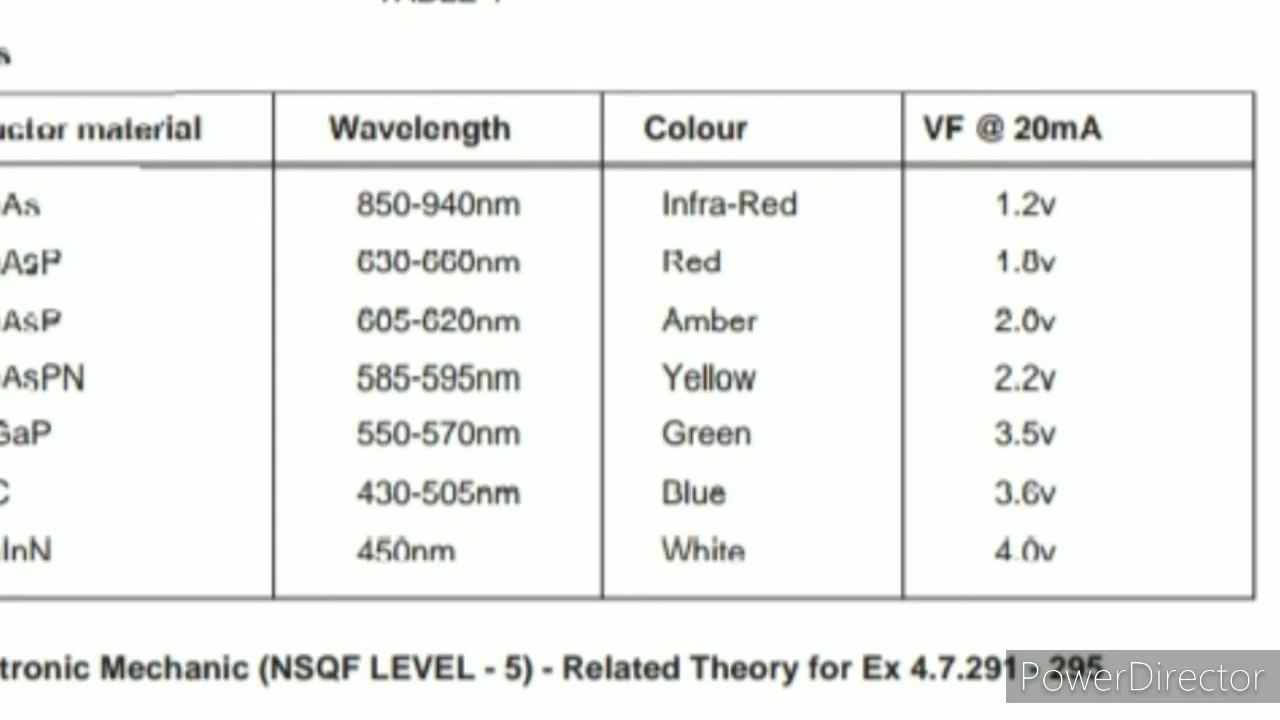 s
uctor material Wavelength Colour VF @ 20mA
As 850-940nm Infra-Red 1.2v
AsP 630-660nm Red 1.8v
AsP 605-620nm Amber 2.0v
AsPN 585-595nm Yellow 2.2v
GaP 550-570nm Green 3.5v
C 430-505nm Blue 3.6v
InN 450nm White 4.0v
tronic Mechanic (NSQF LEVEL - 5) - Related Theory for Ex 4.7.291 - 295
PowerDirector